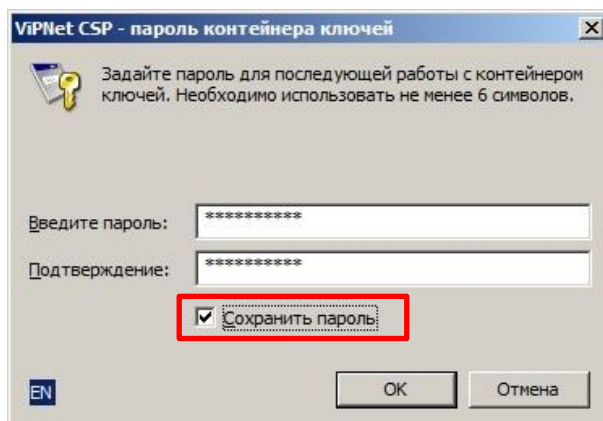 ViPNet CSP - пароль контейнера ключей
Задайте пароль для последующей работы с контейнером
ключей. Необходимо использовать не менее 6 символов.
Введите пароль: **********
Подтверждение: **********
Сохранить пароль
EN OK Отмена